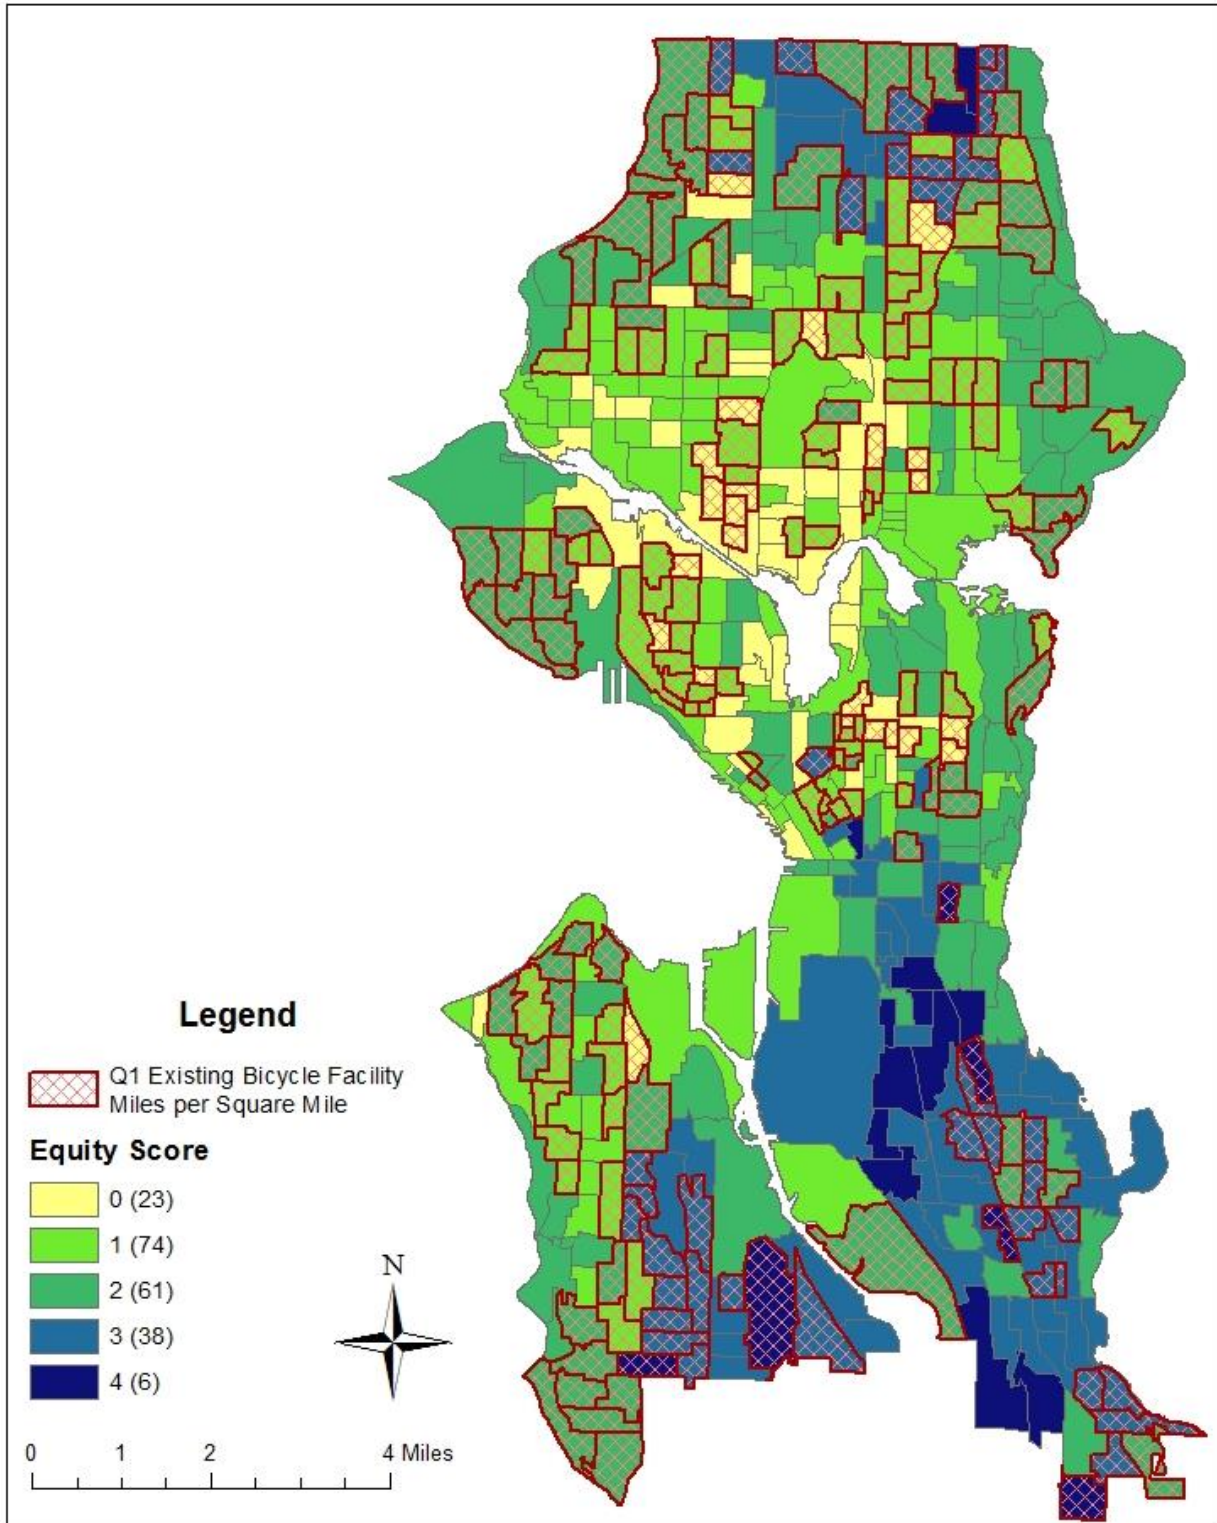 Legend
Q1 Existing Bicycle Facility
Miles per Square Mile
Equity Score
0 (23)
1 (74)
2 (61)
3 (38)
4 (6)
N
0 1 2 4 Miles